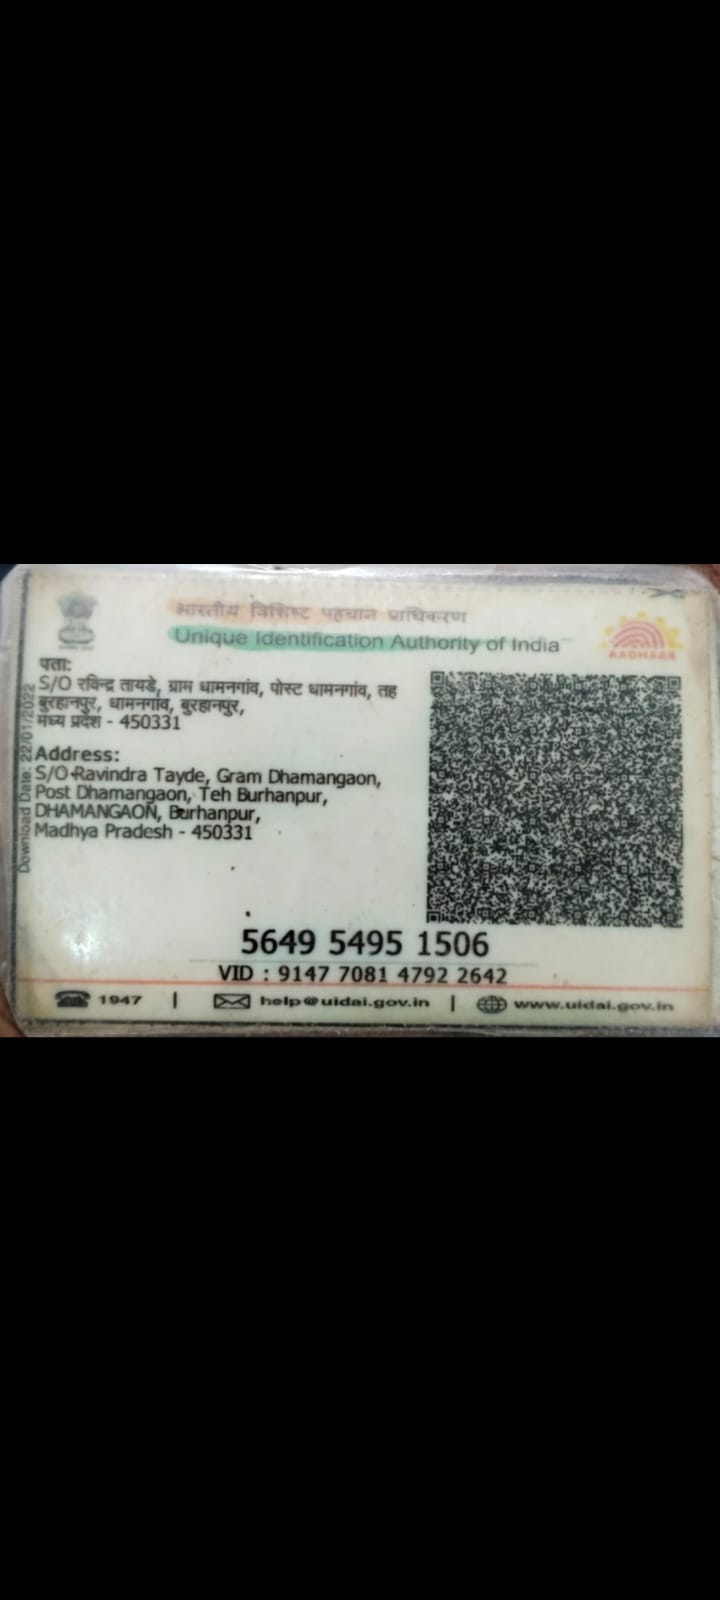 भारतीय विशिष्ट पहचान प्राधिकरण
Unique Identification Authority of India
AADHAAR
पता:
S/O रविन्द्र तायडे, ग्राम धामनगांव, पोस्ट धामनगांव, तह
बुरहानपुर, धामनगांव, बुरहानपुर,
मध्य प्रदेश - 450331
Address:
S/O Ravindra Tayde, Gram Dhamangaon,
Post Dhamangaon, Teh Burhanpur,
DHAMANGAON, Burhanpur,
Madhya Pradesh - 450331
Download Date: 22/01/2022
5649 5495 1506
VID : 9147 7081 4792 2642
1947 | help@uidai.gov.in | www.uidai.gov.in